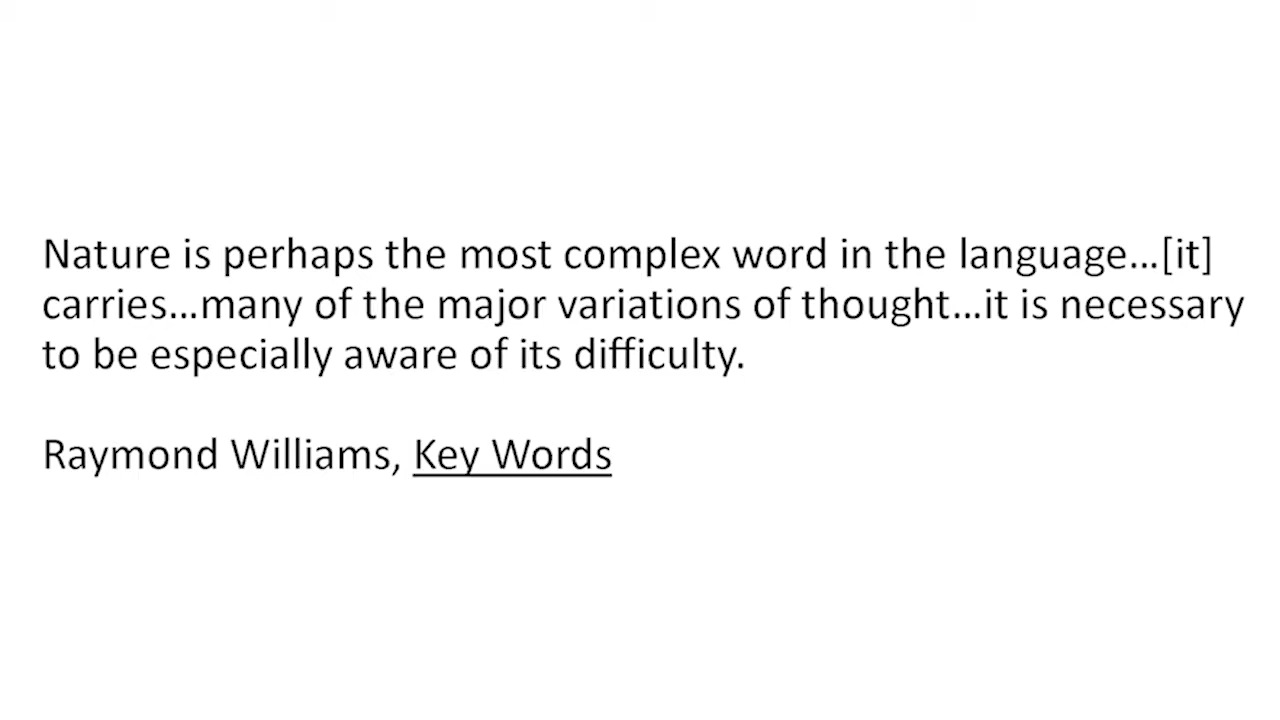 Nature is perhaps the most complex word in the language...[it]
carries...many of the major variations of thought...it is necessary
to be especially aware of its difficulty.
Raymond Williams, Key Words